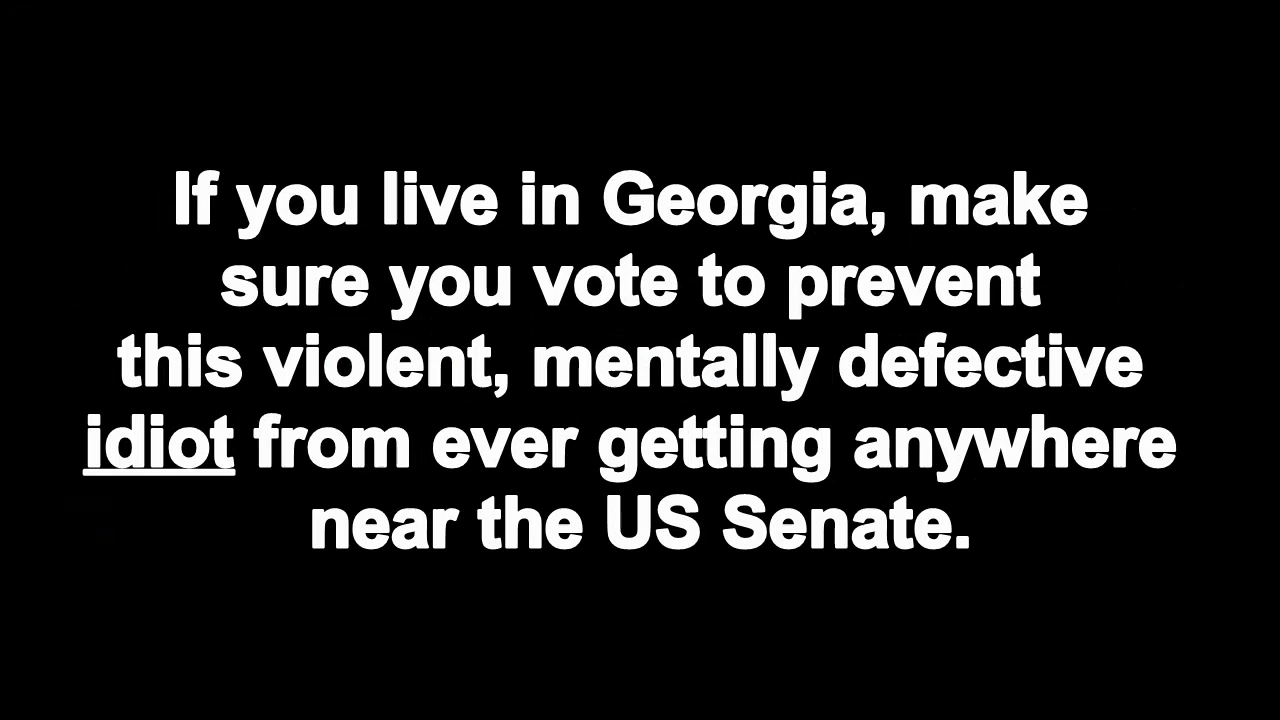 If you live in Georgia, make
sure you vote to prevent
this violent, mentally defective
idiot from ever getting anywhere
near the US Senate.